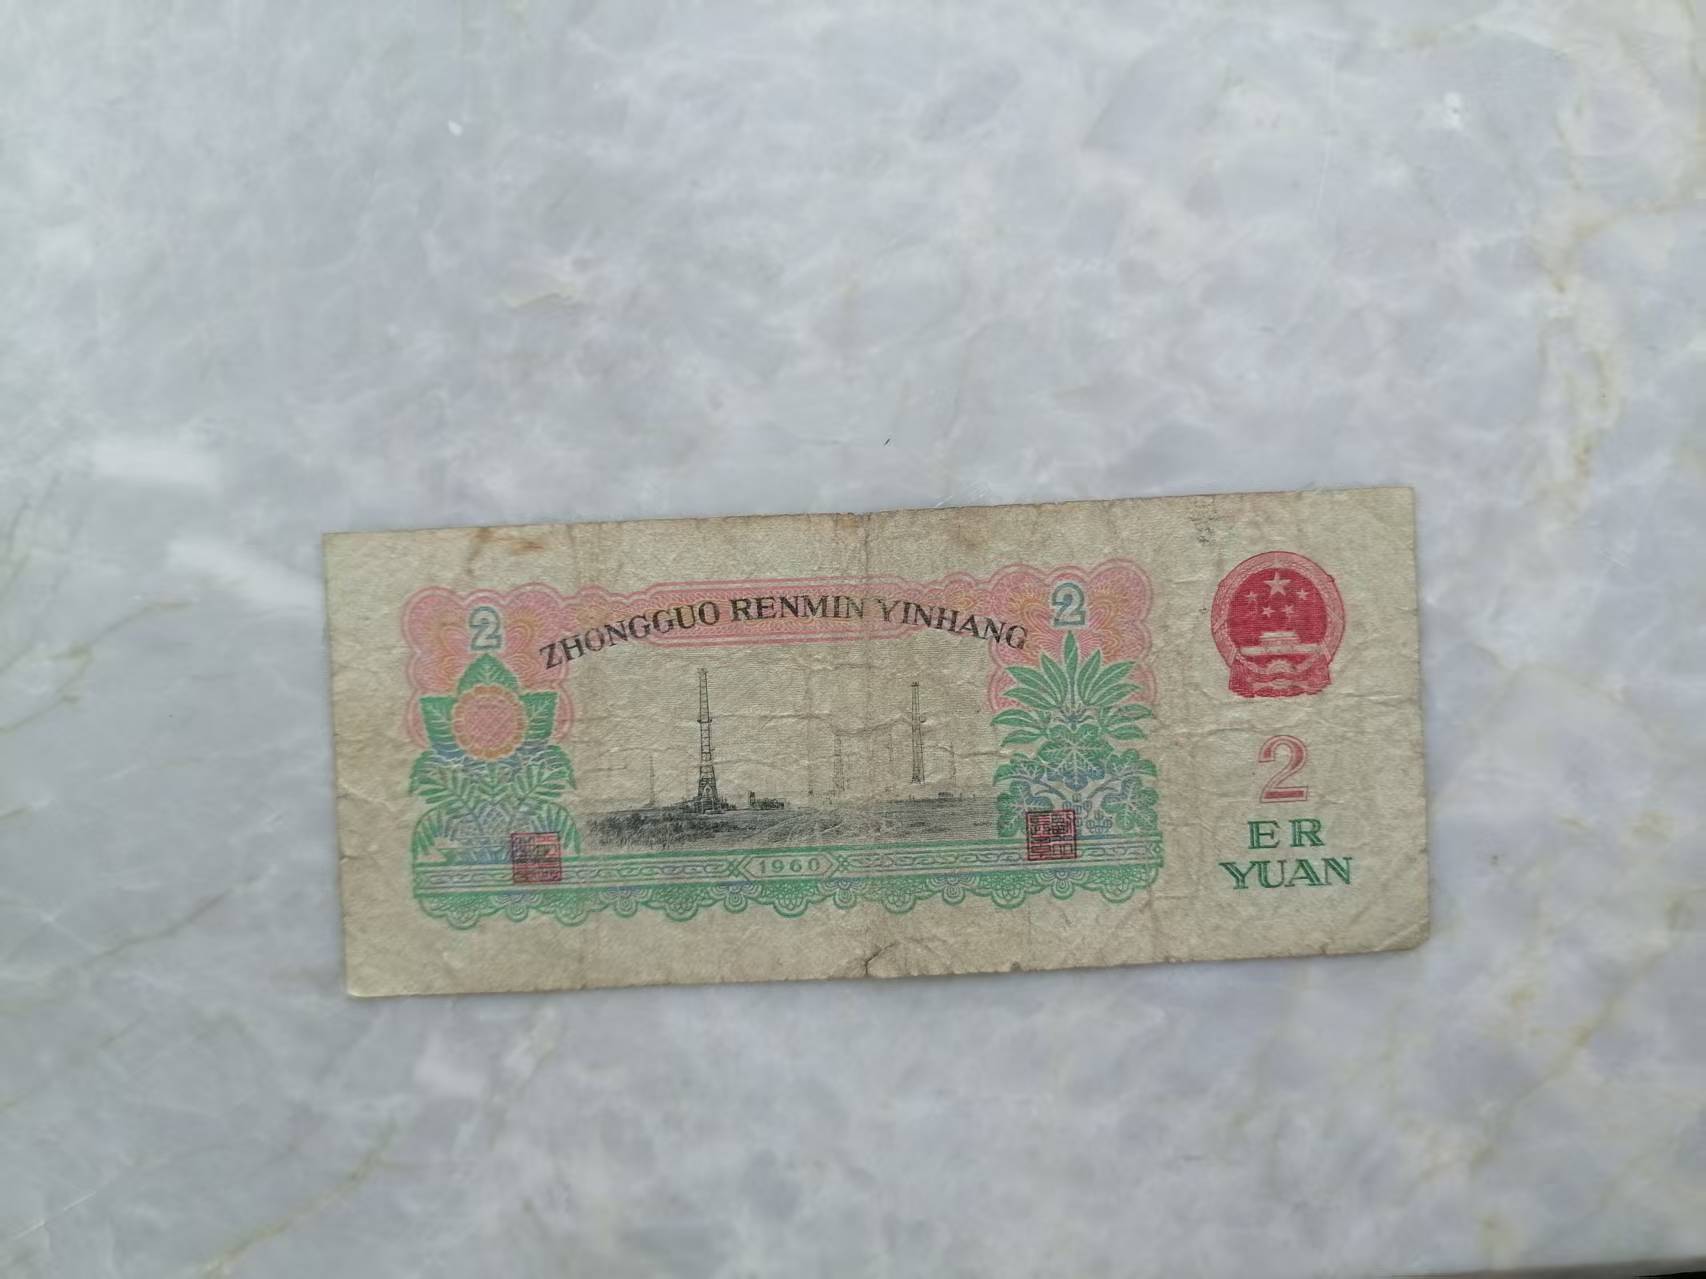 2
2
ZHONGGUO RENMIN YINHANG
1960
2
ER
YUAN